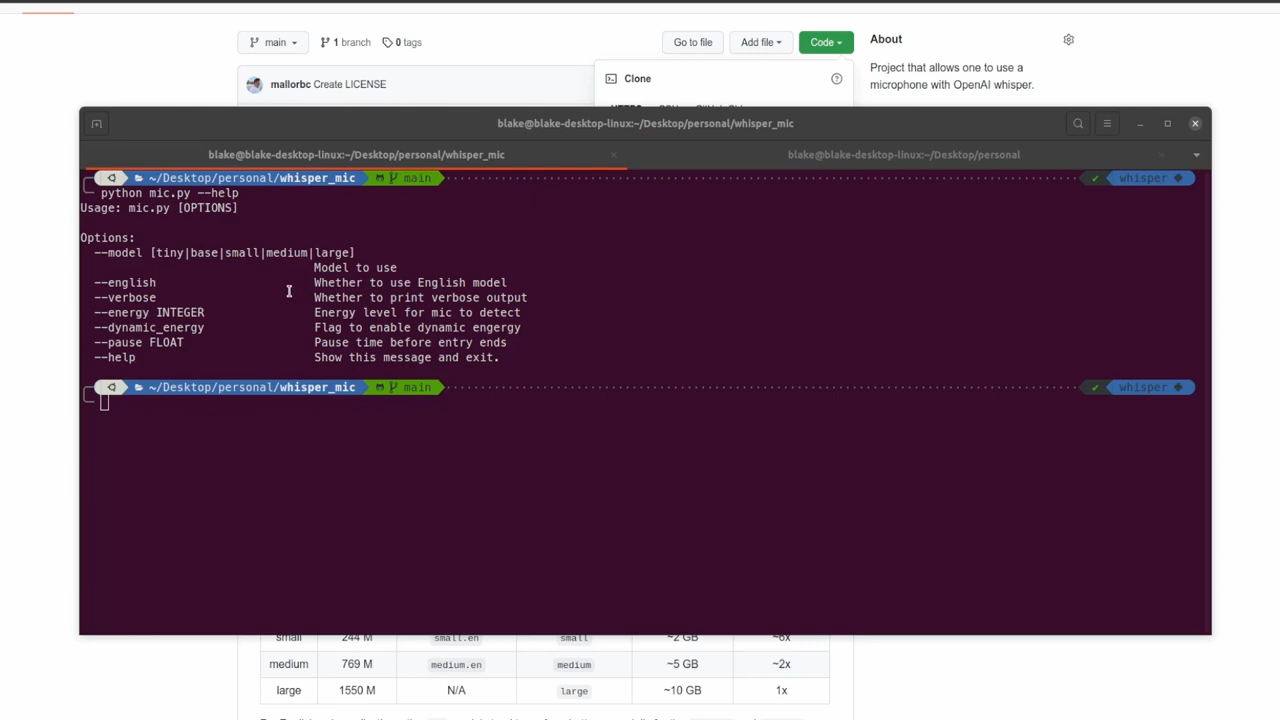 main
1 branch
0 tags
Go to file
Add file
Code
About
mallorbc Create LICENSE
Clone
Project that allows one to use a
microphone with OpenAI whisper.
blake@blake-desktop-linux:~/Desktop/personal/whisper_mic
blake@blake-desktop-linux:~/Desktop/personal/whisper_mic
blake@blake-desktop-linux:~/Desktop/personal
~/Desktop/personal/whisper_mic main whisper
python mic.py --help
Usage: mic.py [OPTIONS]
Options:
--model [tiny|base|small|medium|large]
Model to use
--english Whether to use English model
--verbose Whether to print verbose output
--energy INTEGER Energy level for mic to detect
--dynamic_energy Flag to enable dynamic engergy
--pause FLOAT Pause time before entry ends
--help Show this message and exit.
~/Desktop/personal/whisper_mic main whisper
small 244 M small.en small ~2 GB ~6x
medium 769 M medium.en medium ~5 GB ~2x
large 1550 M N/A large ~10 GB 1x